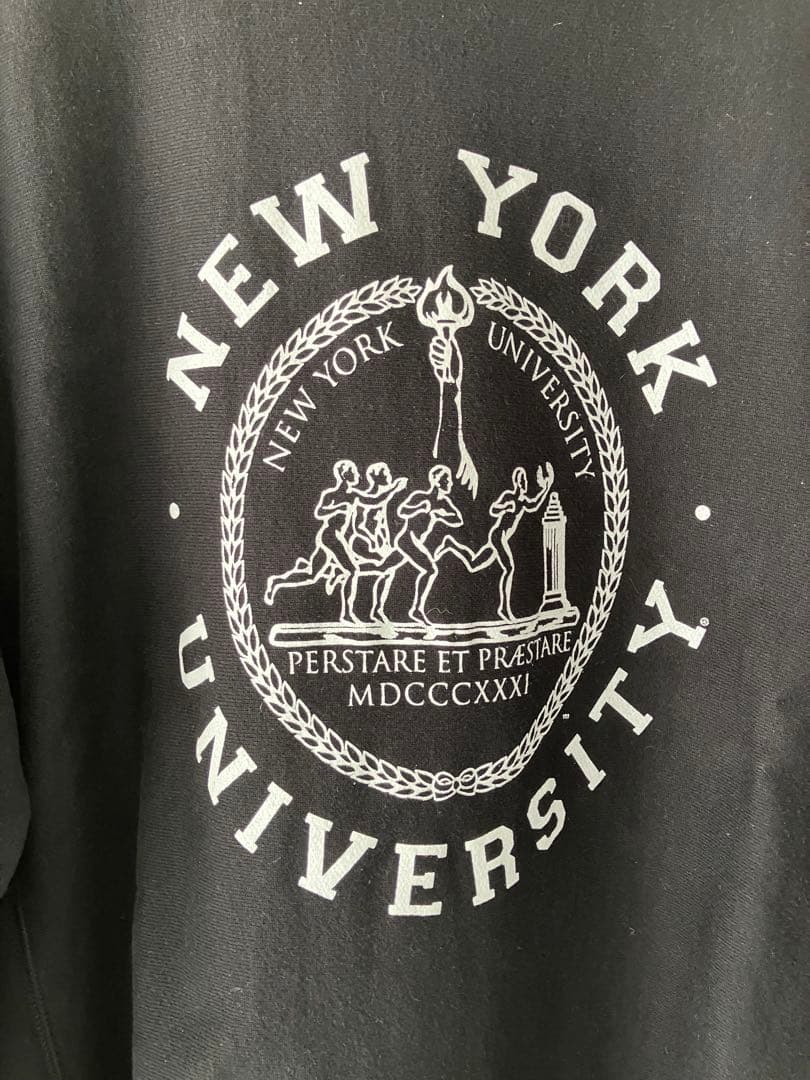 NEW YORK
NEW YORK UNIVERSITY
PERSTARE ET PRÆSTARE
MDCCCXXXI
UNIVERSITY®